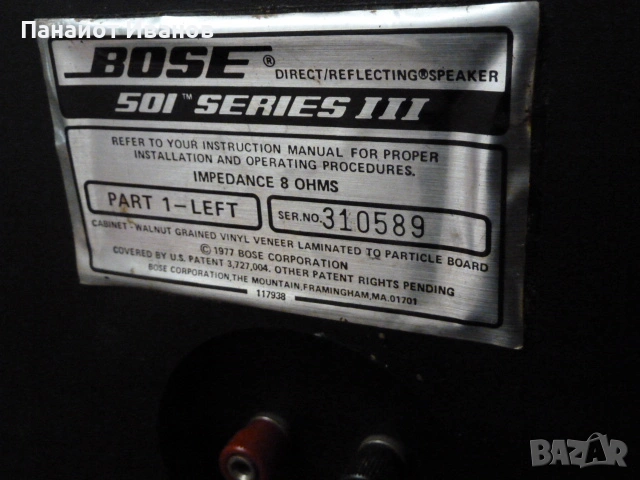 Панайот Иванов
BOSE® DIRECT/REFLECTING®SPEAKER
501™ SERIES III
REFER TO YOUR INSTRUCTION MANUAL FOR PROPER
INSTALLATION AND OPERATING PROCEDURES.
IMPEDANCE 8 OHMS
PART 1-LEFT SER.NO. 310589
CABINET-WALNUT GRAINED VINYL VENEER LAMINATED TO PARTICLE BOARD
© 1977 BOSE CORPORATION
COVERED BY U.S. PATENT 3,727,004. OTHER PATENT RIGHTS PENDING
BOSE CORPORATION, THE MOUNTAIN, FRAMINGHAM, MA. 01701
117938
BAZAR